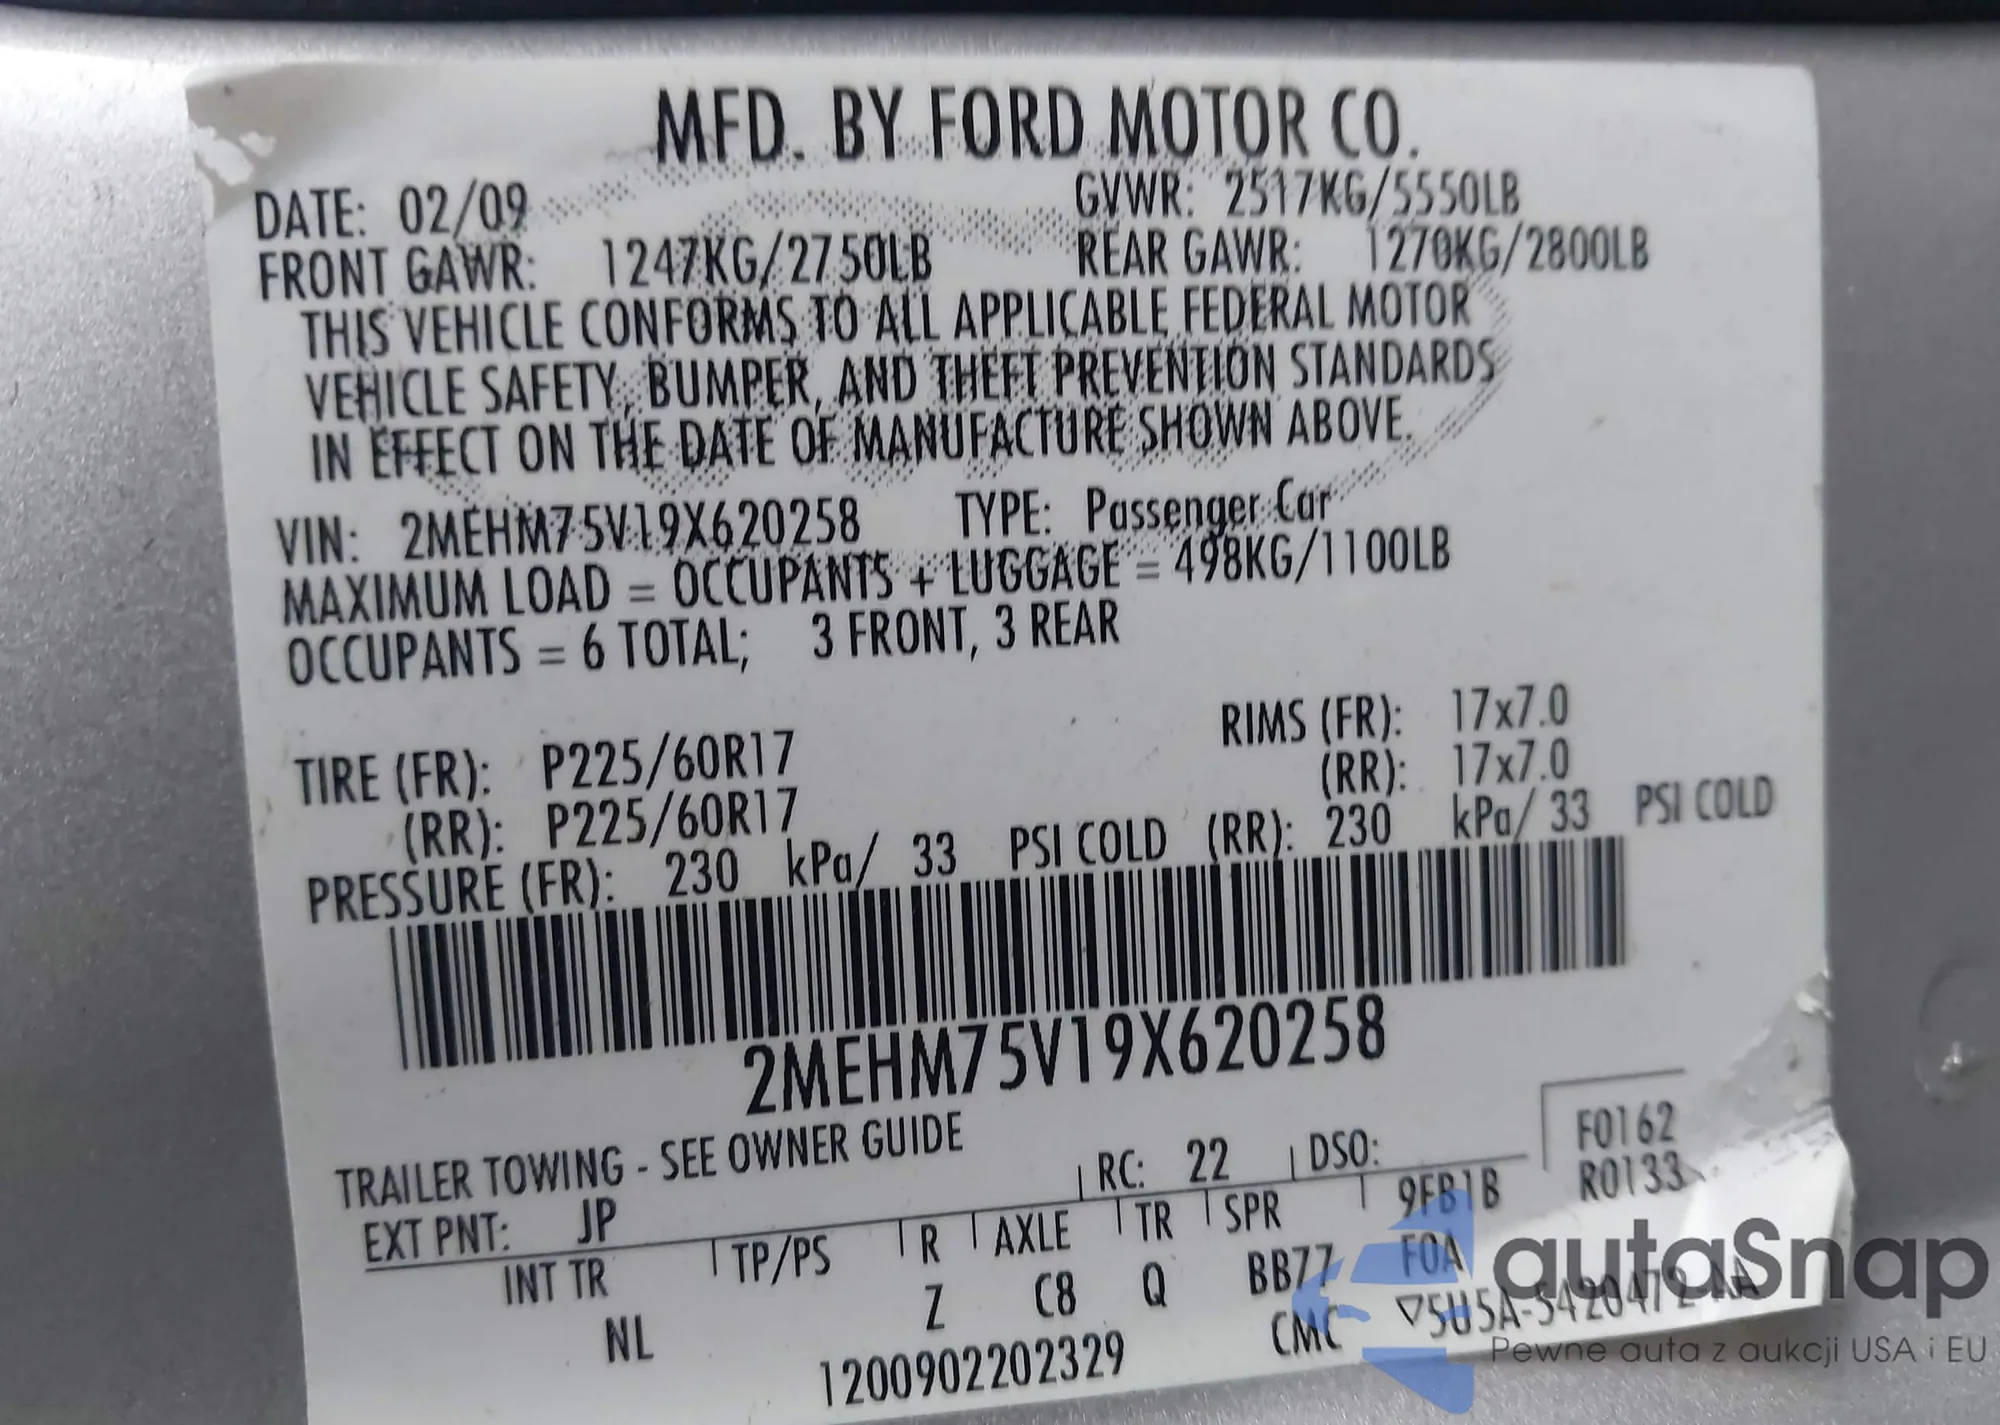 MFD. BY FORD MOTOR CO.
DATE: 02/09 GVWR: 2517KG/5550LB
FRONT GAWR: 1247KG/2750LB REAR GAWR: 1270KG/2800LB
THIS VEHICLE CONFORMS TO ALL APPLICABLE FEDERAL MOTOR
VEHICLE SAFETY, BUMPER, AND THEFT PREVENTION STANDARDS
IN EFFECT ON THE DATE OF MANUFACTURE SHOWN ABOVE.
VIN: 2MEHM75V19X620258 TYPE: Passenger Car
MAXIMUM LOAD = OCCUPANTS + LUGGAGE = 498KG/1100LB
OCCUPANTS = 6 TOTAL; 3 FRONT, 3 REAR
TIRE (FR): P225/60R17 RIMS (FR): 17x7.0
(RR): P225/60R17 (RR): 17x7.0
PRESSURE (FR): 230 kPa/ 33 PSI COLD (RR): 230 kPa/ 33 PSI COLD
2MEHM75V19X620258
TRAILER TOWING - SEE OWNER GUIDE
EXT PNT: JP RC: 22 DSO: F0162
9FB1B R0133
INT TR TP/PS R AXLE TR SPR F0A
NL Z C8 Q BB77
1200902202329 CMC ▽5U5A-5420472-AA
autaSnap
Pewne auta z aukcji USA i EU